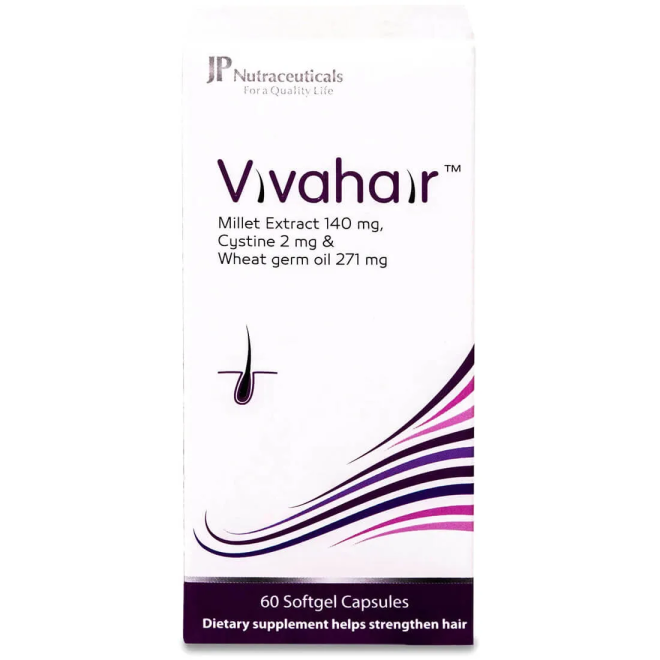 JP Nutraceuticals
For a Quality Life
Vivahair™
Millet Extract 140 mg,
Cystine 2 mg &
Wheat germ oil 271 mg
60 Softgel Capsules
Dietary supplement helps strengthen hair